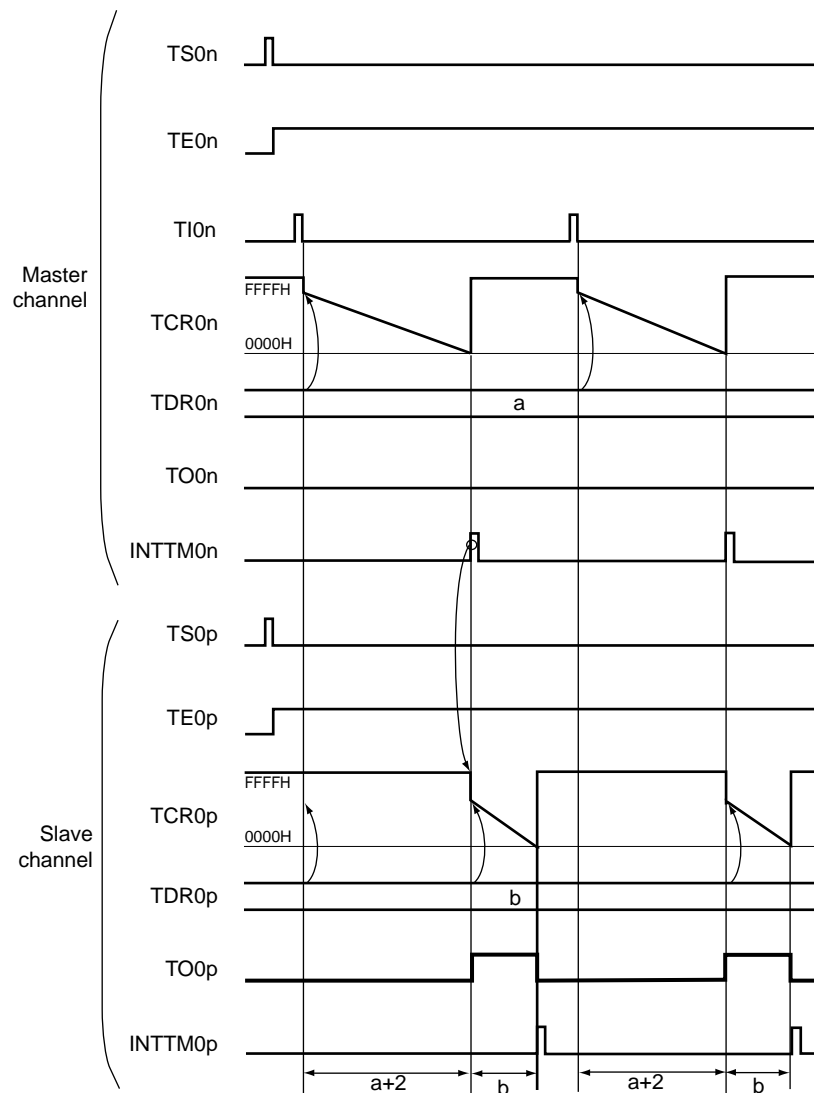 TS0n
TE0n
TI0n
Master
channel
FFFFH
TCR0n
0000H
TDR0n
a
TO0n
INTTM0n
TS0p
TE0p
FFFFH
TCR0p
Slave
channel
0000H
TDR0p
b
TO0p
INTTM0p
a+2 b a+2 b